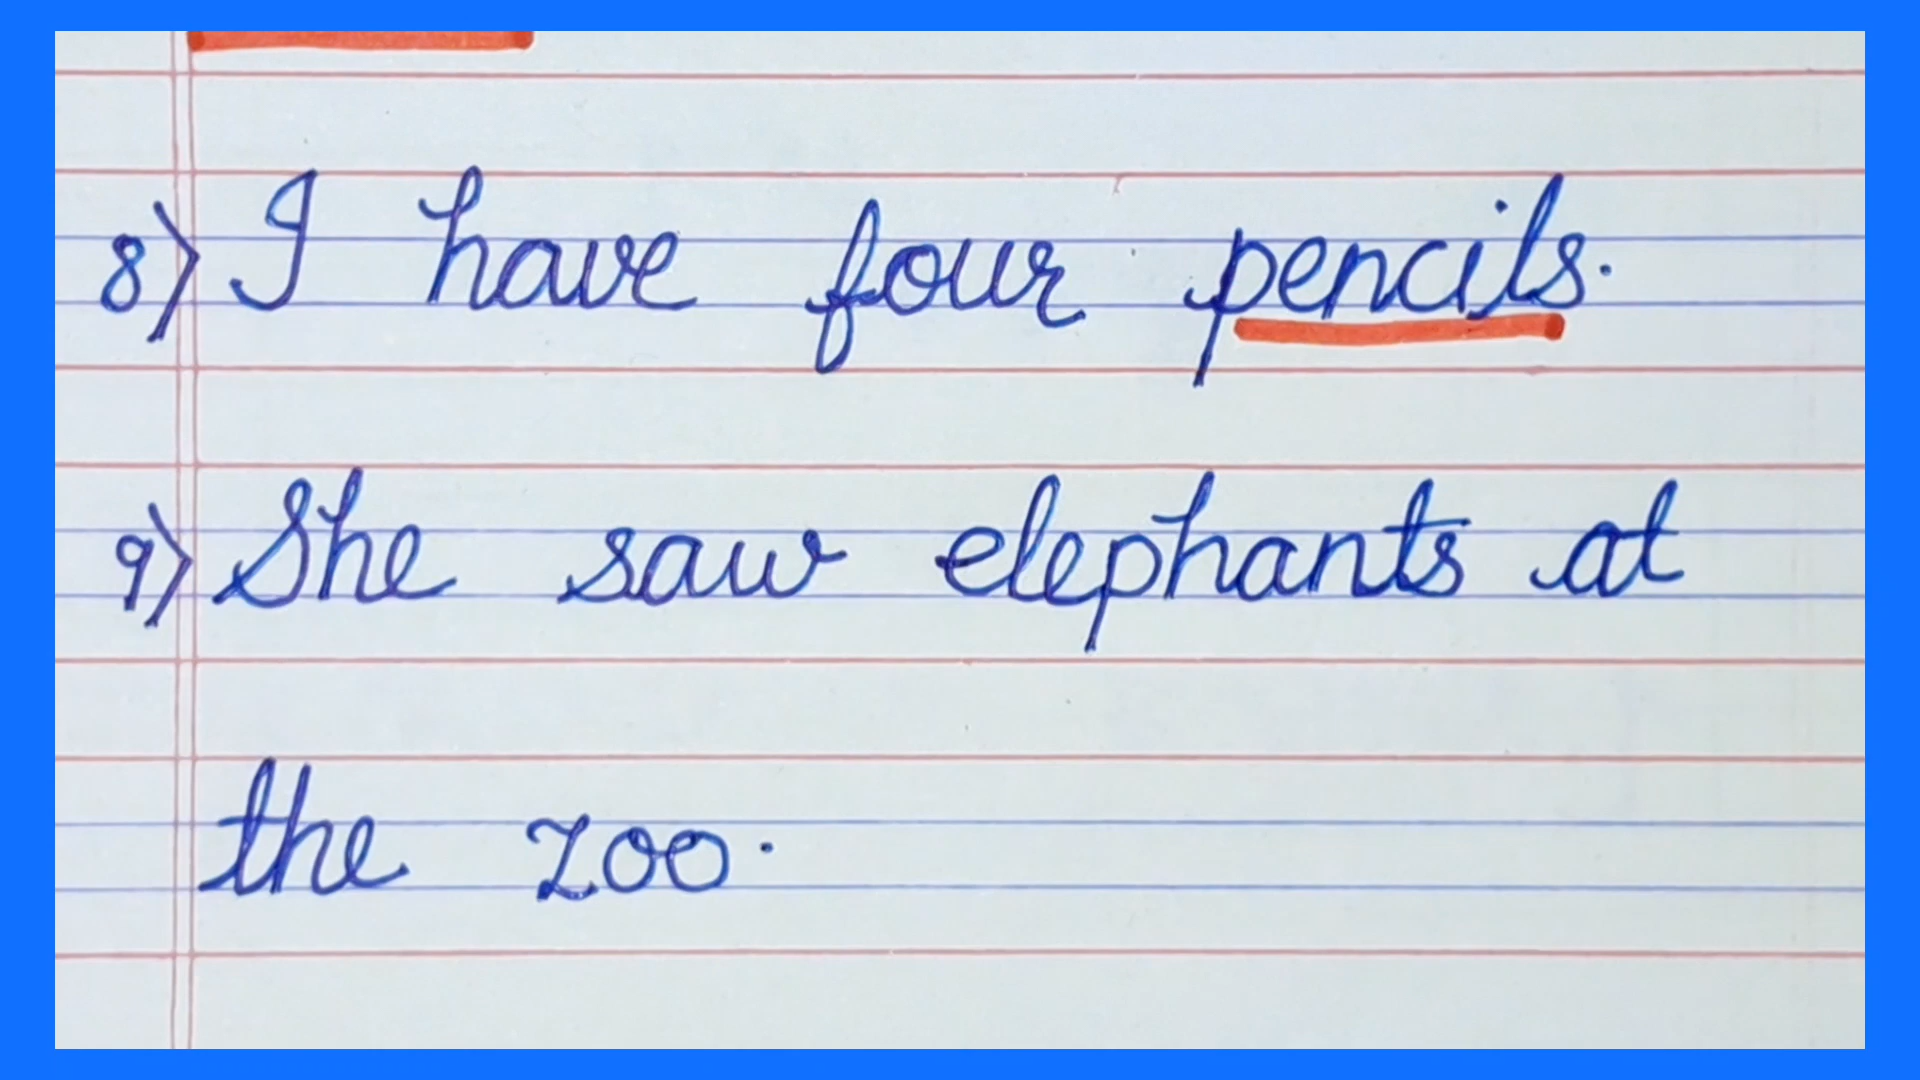 8) I have four pencils.
9) She saw elephants at
the zoo.